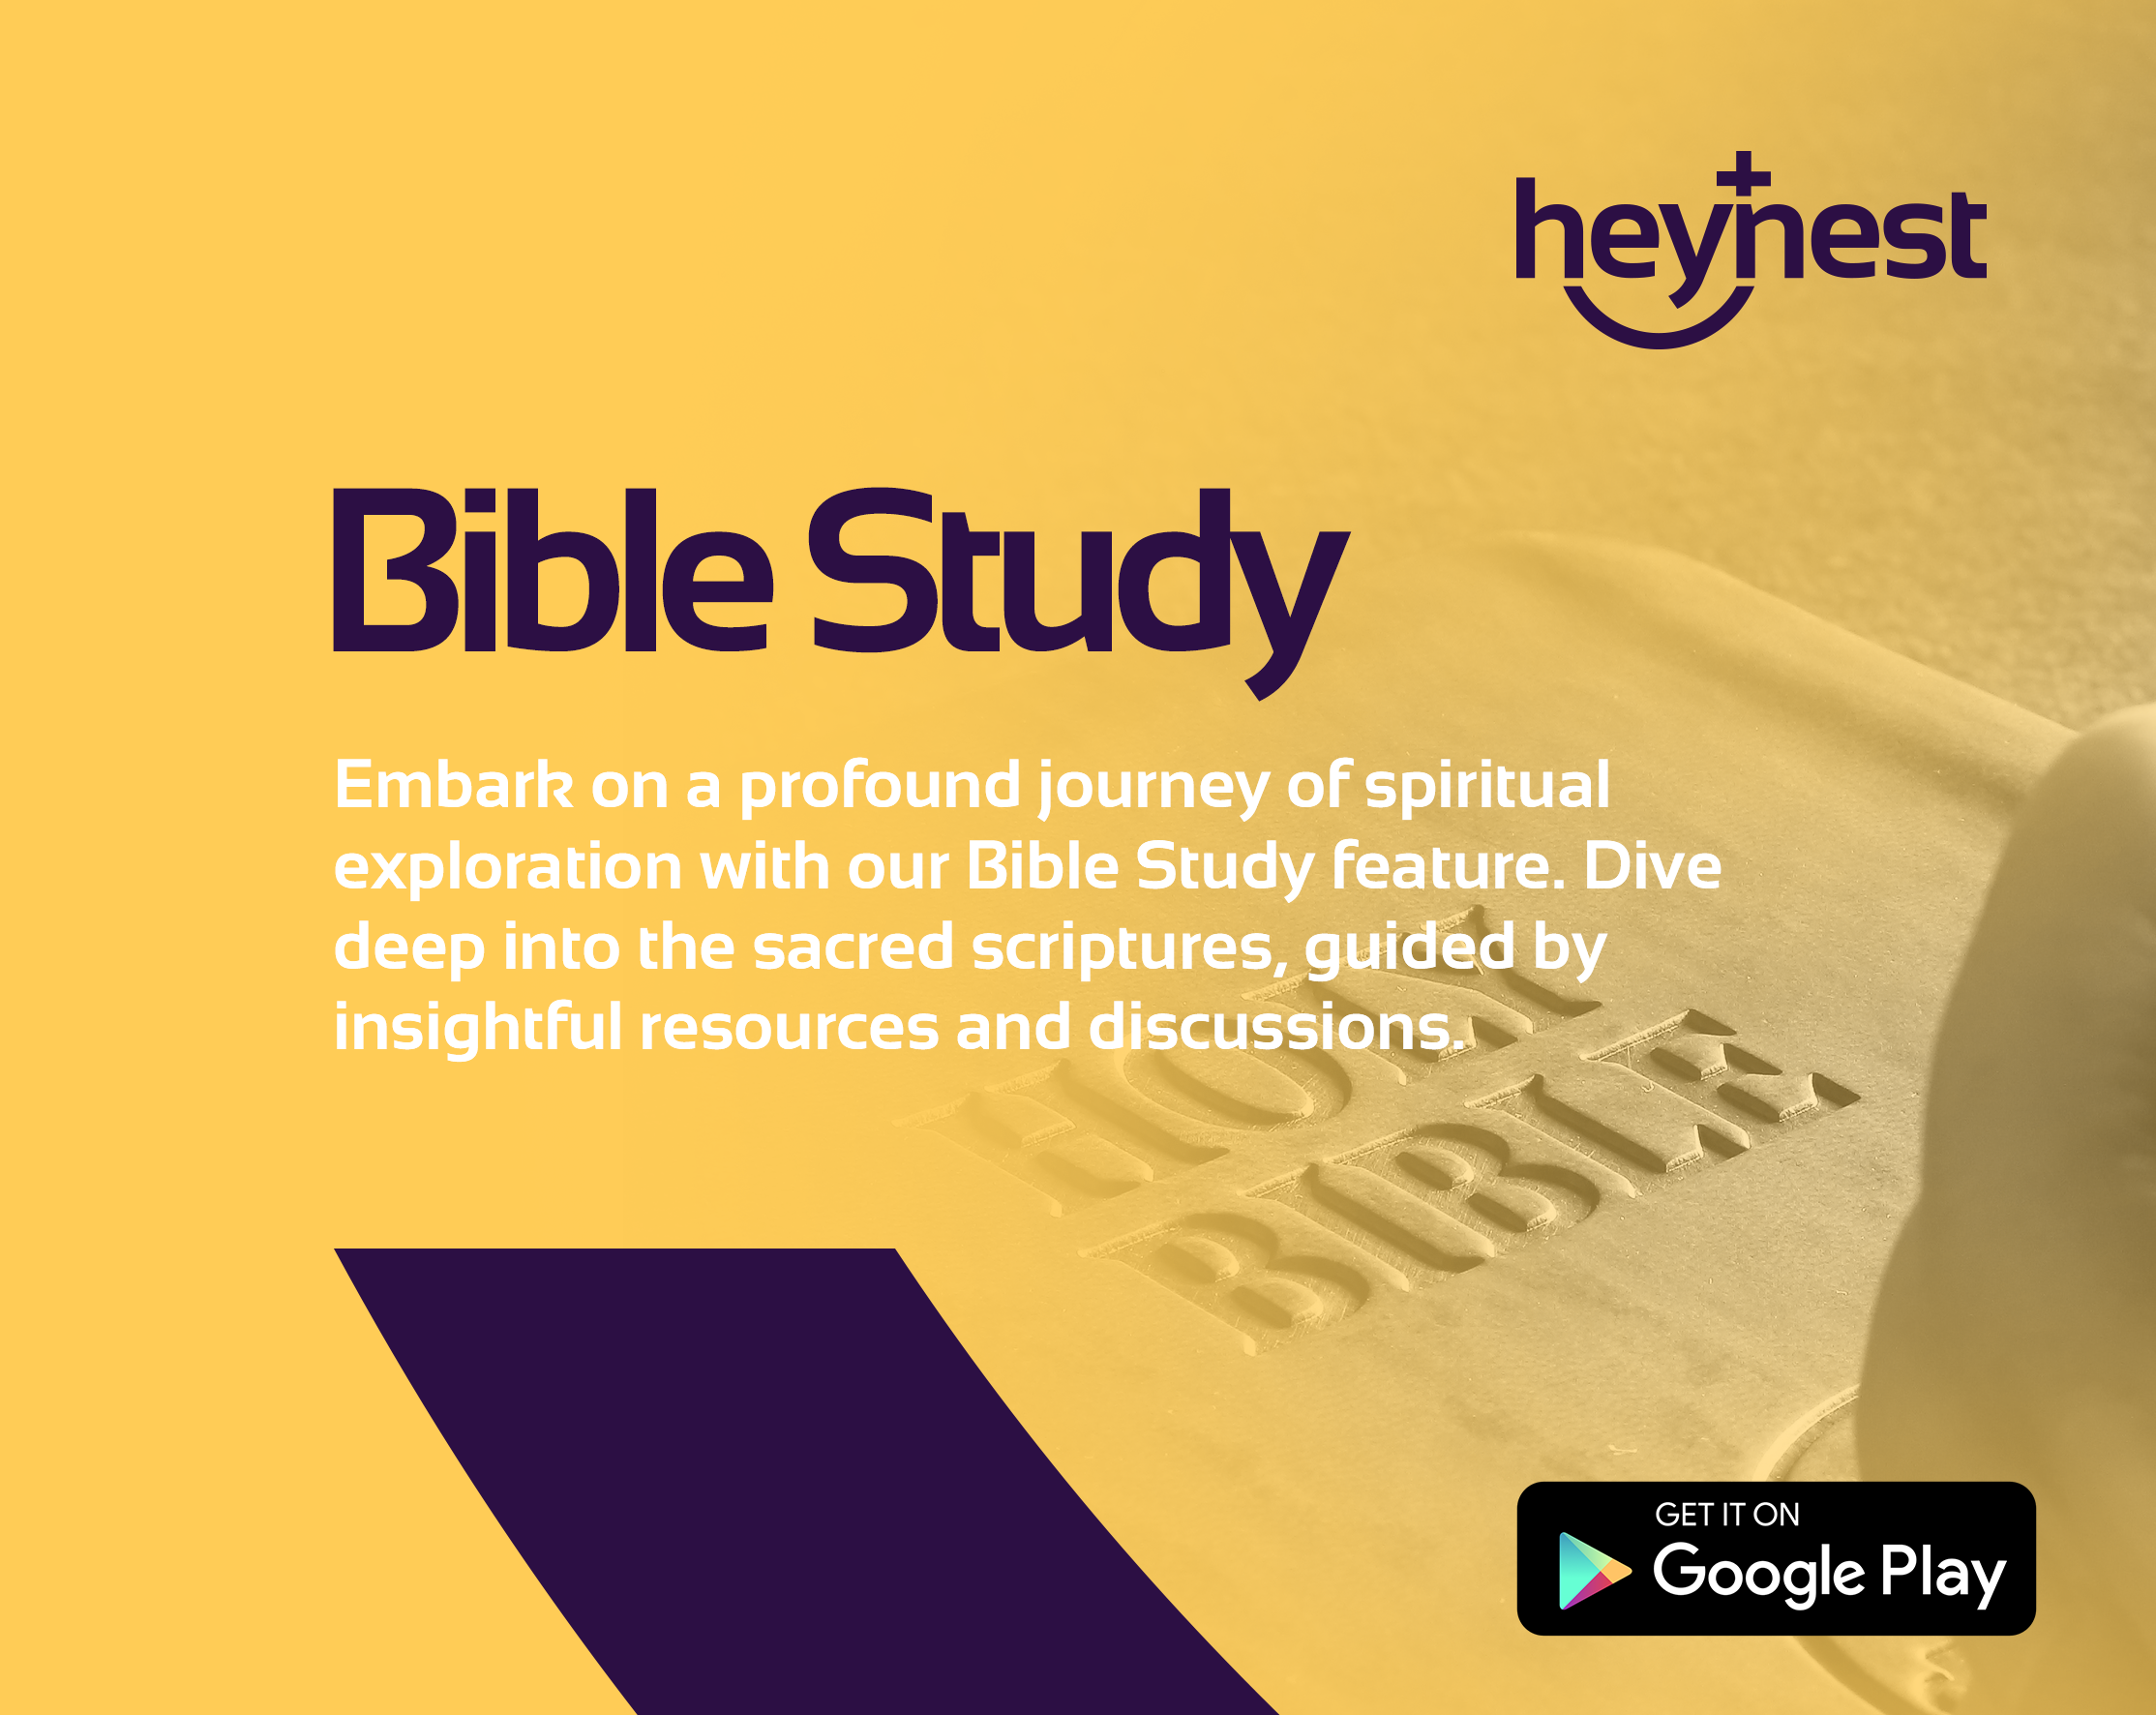 heynest
Bible Study
Embark on a profound journey of spiritual
exploration with our Bible Study feature. Dive
deep into the sacred scriptures, guided by
insightful resources and discussions.
HOLY
BIBLE
GET IT ON
Google Play